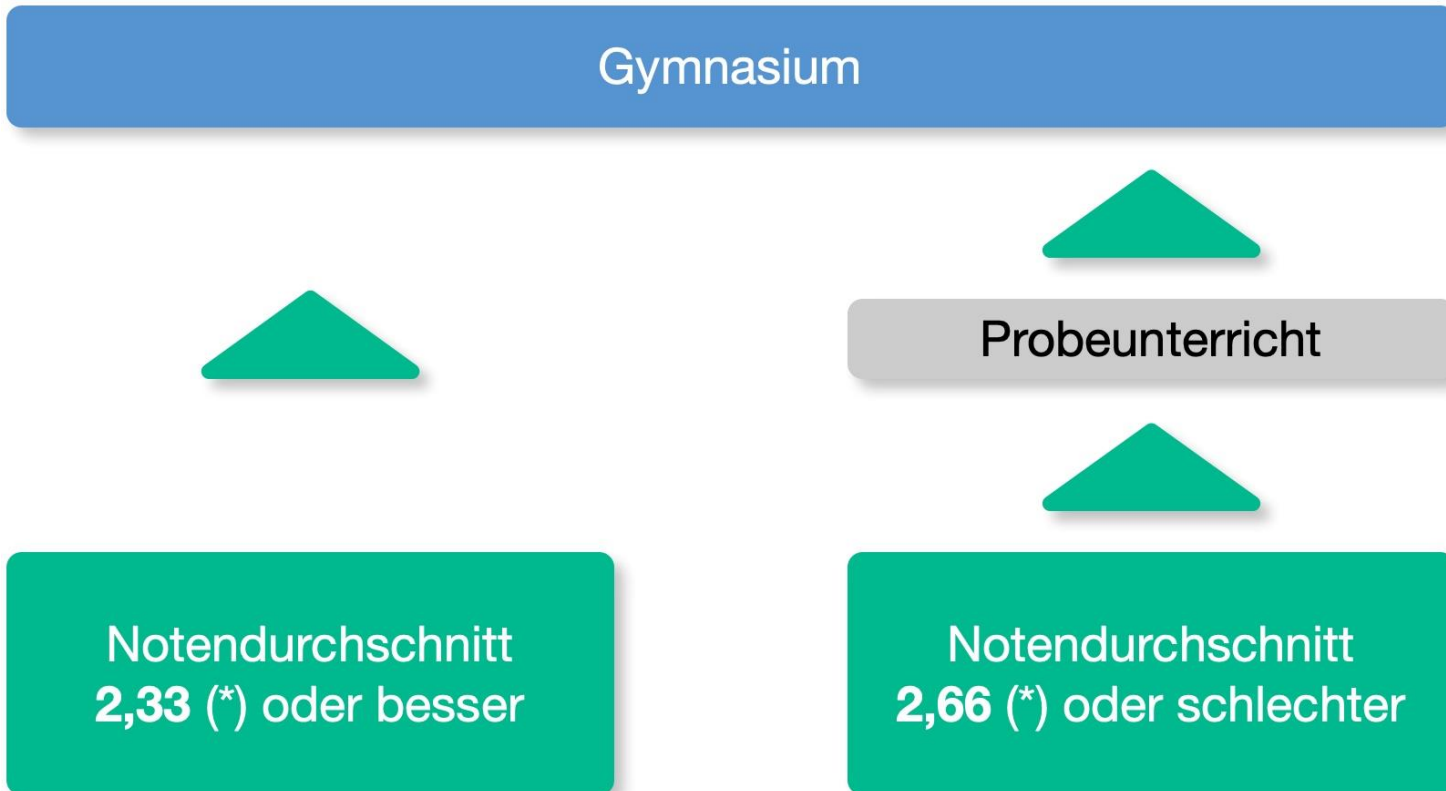 Gymnasium
Probeunterricht
Notendurchschnitt
2,33 (*) oder besser
Notendurchschnitt
2,66 (*) oder schlechter